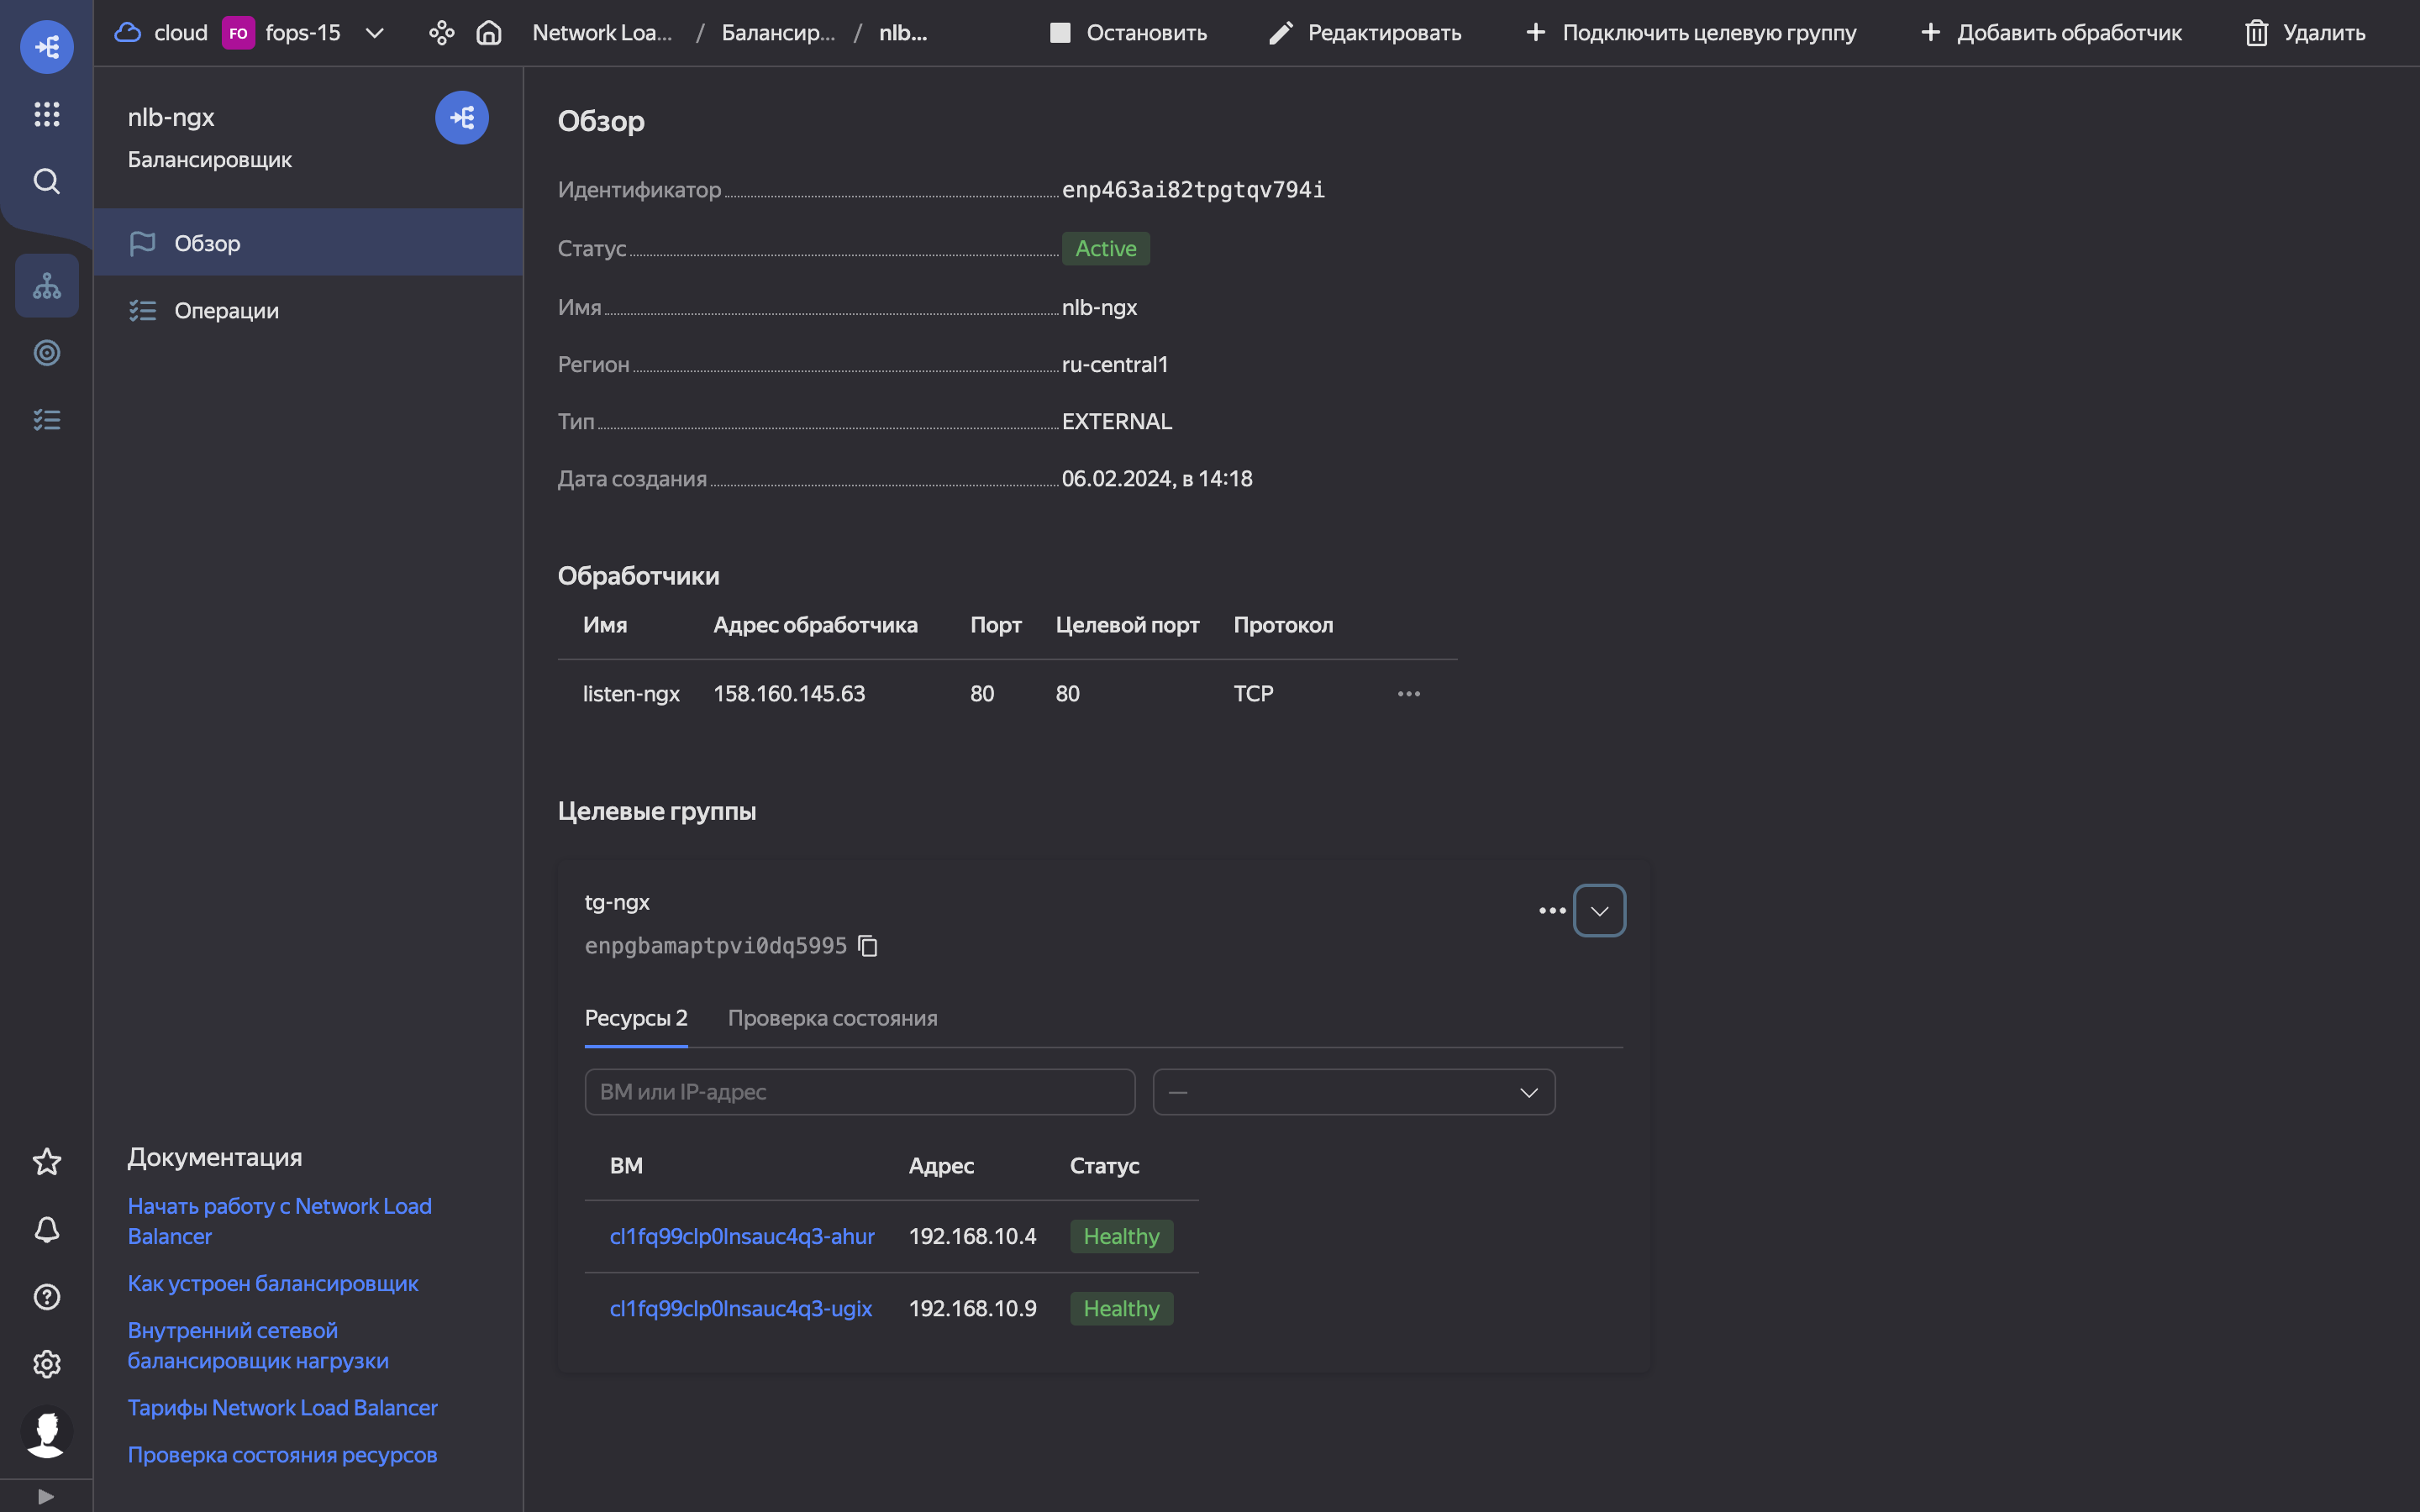 cloud FO fops-15 Network Loa... / Балансир... / nlb... Остановить Редактировать Подключить целевую группу Добавить обработчик Удалить
nlb-ngx
Балансировщик
Обзор
Операции
Документация
Начать работу с Network Load
Balancer
Как устроен балансировщик
Внутренний сетевой
балансировщик нагрузки
Тарифы Network Load Balancer
Проверка состояния ресурсов
Обзор
Идентификатор enp463ai82tpgtqv794i
Статус Active
Имя nlb-ngx
Регион ru-central1
Тип EXTERNAL
Дата создания 06.02.2024, в 14:18
Обработчики
Имя Адрес обработчика Порт Целевой порт Протокол
listen-ngx 158.160.145.63 80 80 TCP
Целевые группы
tg-ngx
enpgbamaptpvi0dq5995
Ресурсы 2 Проверка состояния
ВМ или IP-адрес —
ВМ Адрес Статус
cl1fq99clp0lnsauc4q3-ahur 192.168.10.4 Healthy
cl1fq99clp0lnsauc4q3-ugix 192.168.10.9 Healthy